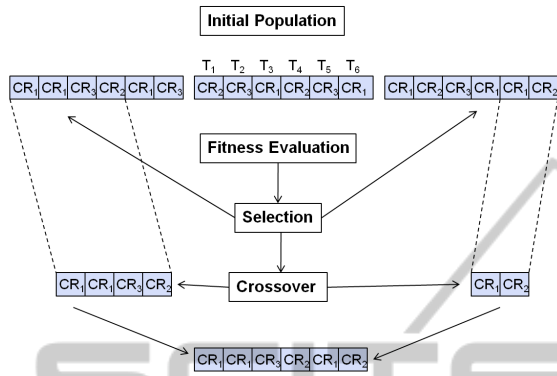 Initial Population
T1 T2 T3 T4 T5 T6
CR1 CR1 CR3 CR2 CR1 CR3
CR2 CR3 CR1 CR2 CR3 CR1
CR1 CR2 CR3 CR1 CR1 CR2
Fitness Evaluation
Selection
CR1 CR1 CR3 CR2
Crossover
CR1 CR2
CR1 CR1 CR3 CR2 CR1 CR2